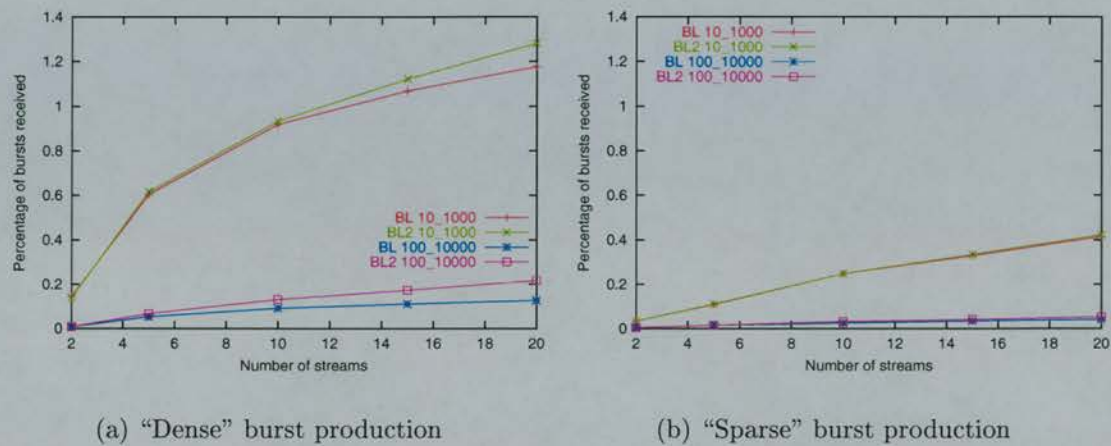 1.4
1.2
1
0.8
0.6
0.4
0.2
0
Percentage of bursts received
BL 10_1000
BL2 10_1000
BL 100_10000
BL2 100_10000
2 4 6 8 10 12 14 16 18 20
Number of streams
(a) “Dense” burst production
1.4
1.2
1
0.8
0.6
0.4
0.2
0
Percentage of bursts received
BL 10_1000
BL2 10_1000
BL 100_10000
BL2 100_10000
2 4 6 8 10 12 14 16 18 20
Number of streams
(b) “Sparse” burst production